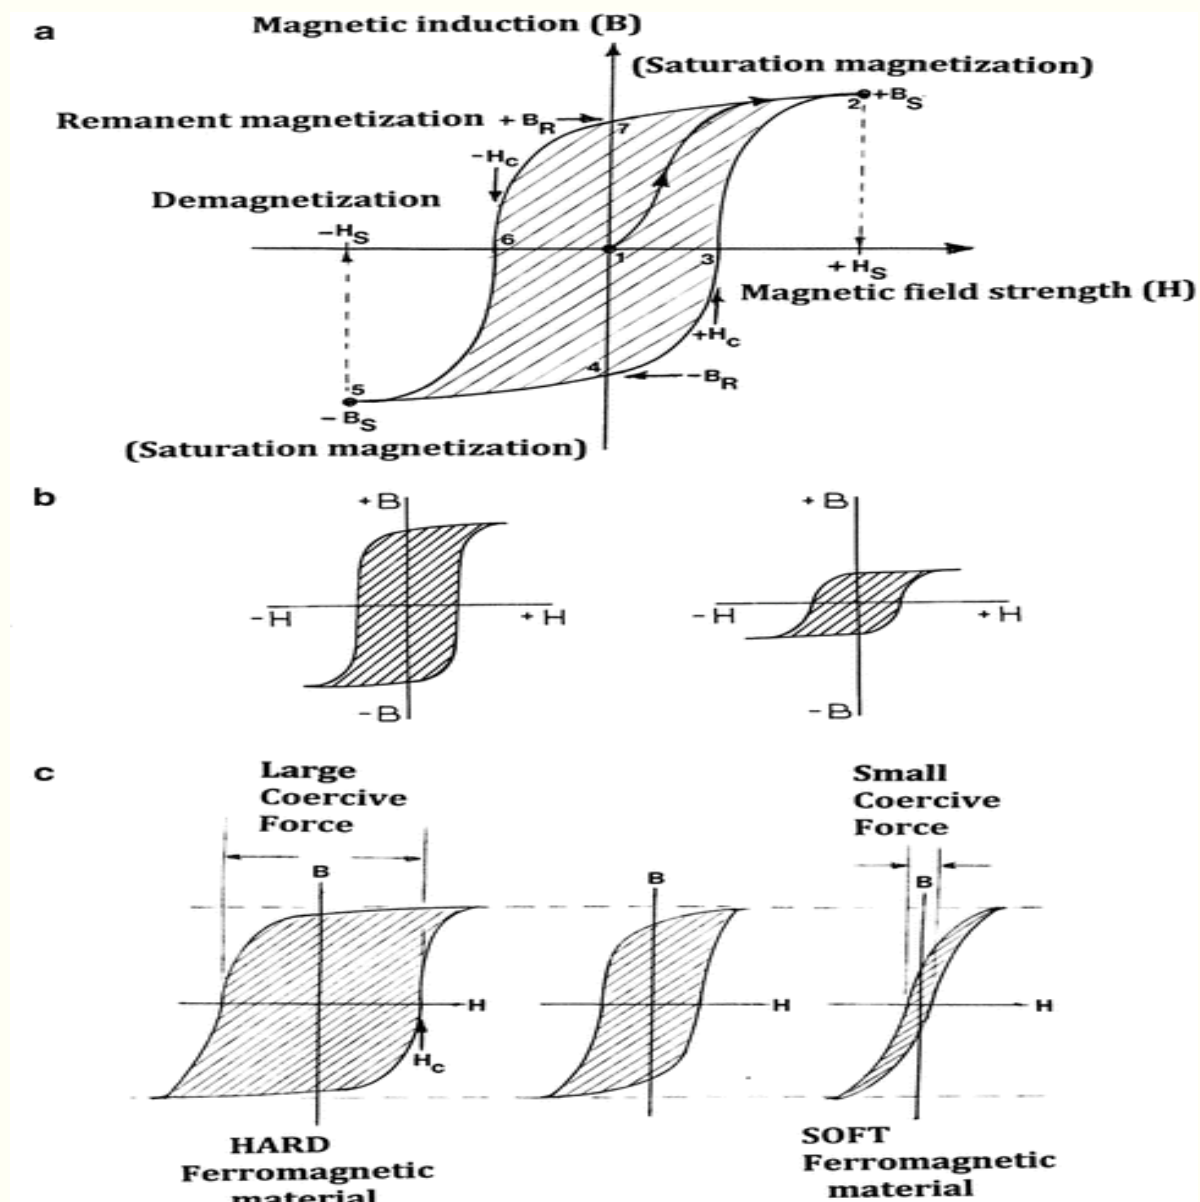 a
Magnetic induction (B)
(Saturation magnetization)
2 +BS
Remanent magnetization + BR
7
-Hc
Demagnetization
-HS
6
1
3
+ HS
Magnetic field strength (H)
+Hc
4
-BR
5
- BS
(Saturation magnetization)
b
+B
+B
-H
+H
-H
+H
-B
-B
c
Large
Coercive
Force
Small
Coercive
Force
B
B
B
H
H
H
Hc
HARD
Ferromagnetic
material
SOFT
Ferromagnetic
material